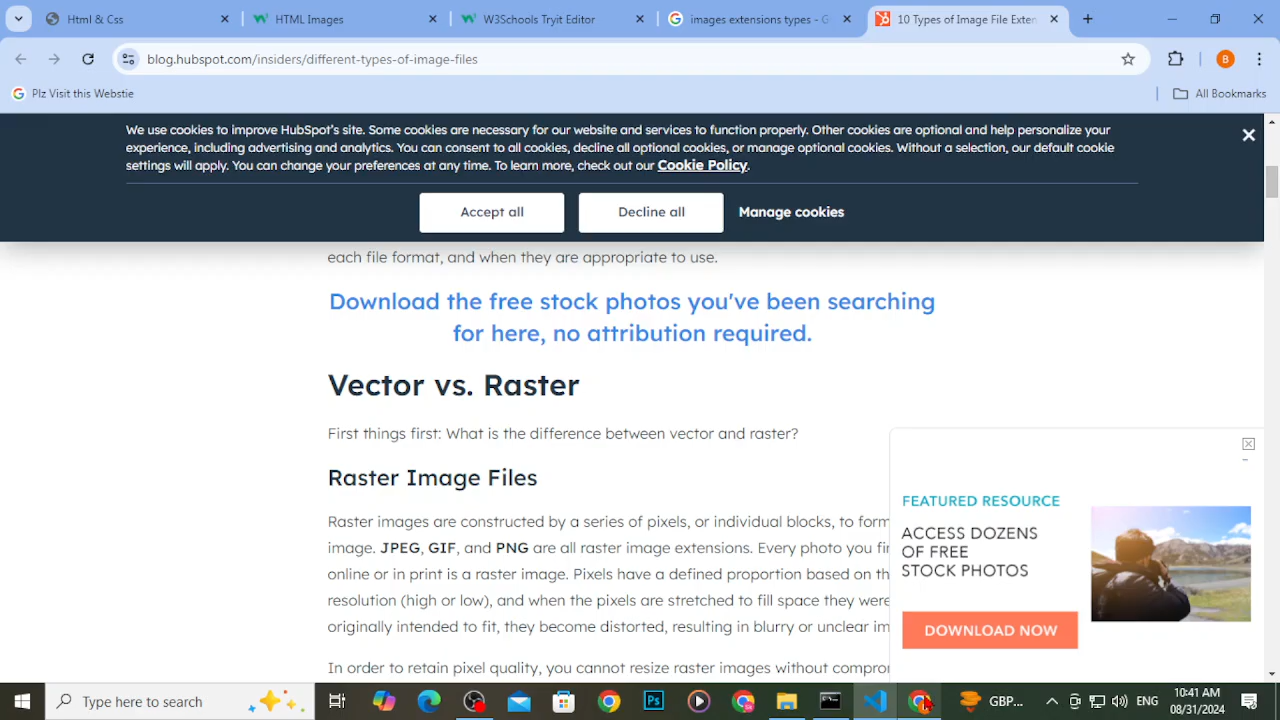 Html & Css
HTML Images
W3Schools Tryit Editor
images extensions types - G
10 Types of Image File Exten
blog.hubspot.com/insiders/different-types-of-image-files
B
Plz Visit this Webstie
All Bookmarks
We use cookies to improve HubSpot's site. Some cookies are necessary for our website and services to function properly. Other cookies are optional and help personalize your
experience, including advertising and analytics. You can consent to all cookies, decline all optional cookies, or manage optional cookies. Without a selection, our default cookie
settings will apply. You can change your preferences at any time. To learn more, check out our Cookie Policy.
Accept all
Decline all
Manage cookies
each file format, and when they are appropriate to use.
Download the free stock photos you've been searching
for here, no attribution required.
Vector vs. Raster
First things first: What is the difference between vector and raster?
Raster Image Files
Raster images are constructed by a series of pixels, or individual blocks, to form
image. JPEG, GIF, and PNG are all raster image extensions. Every photo you fi
online or in print is a raster image. Pixels have a defined proportion based on th
resolution (high or low), and when the pixels are stretched to fill space they were
originally intended to fit, they become distorted, resulting in blurry or unclear im
In order to retain pixel quality, you cannot resize raster images without compro
FEATURED RESOURCE
ACCESS DOZENS
OF FREE
STOCK PHOTOS
DOWNLOAD NOW
Type here to search
Ps
GBP...
ENG
10:41 AM
08/31/2024